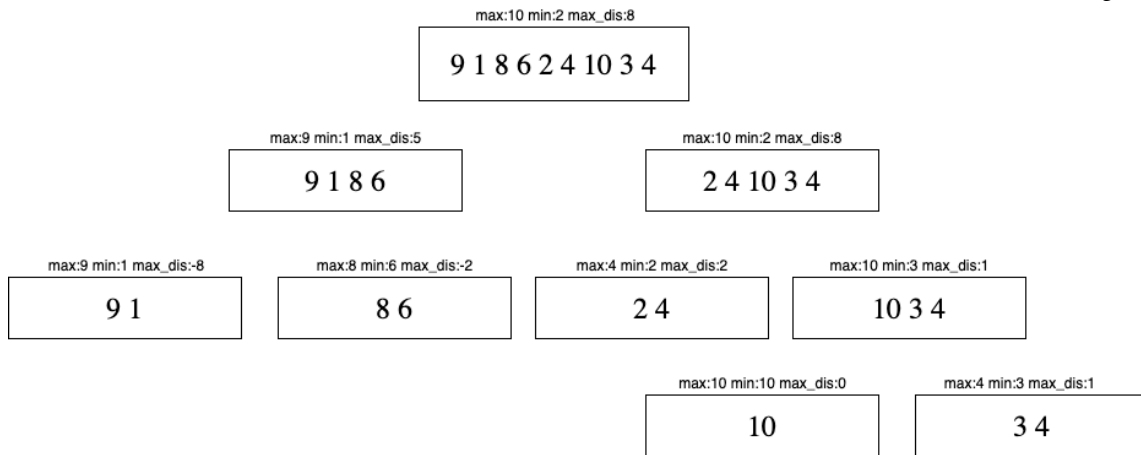 max:10 min:2 max_dis:8
9 1 8 6 2 4 10 3 4
max:9 min:1 max_dis:5
9 1 8 6
max:10 min:2 max_dis:8
2 4 10 3 4
max:9 min:1 max_dis:-8
9 1
max:8 min:6 max_dis:-2
8 6
max:4 min:2 max_dis:2
2 4
max:10 min:3 max_dis:1
10 3 4
max:10 min:10 max_dis:0
10
max:4 min:3 max_dis:1
3 4